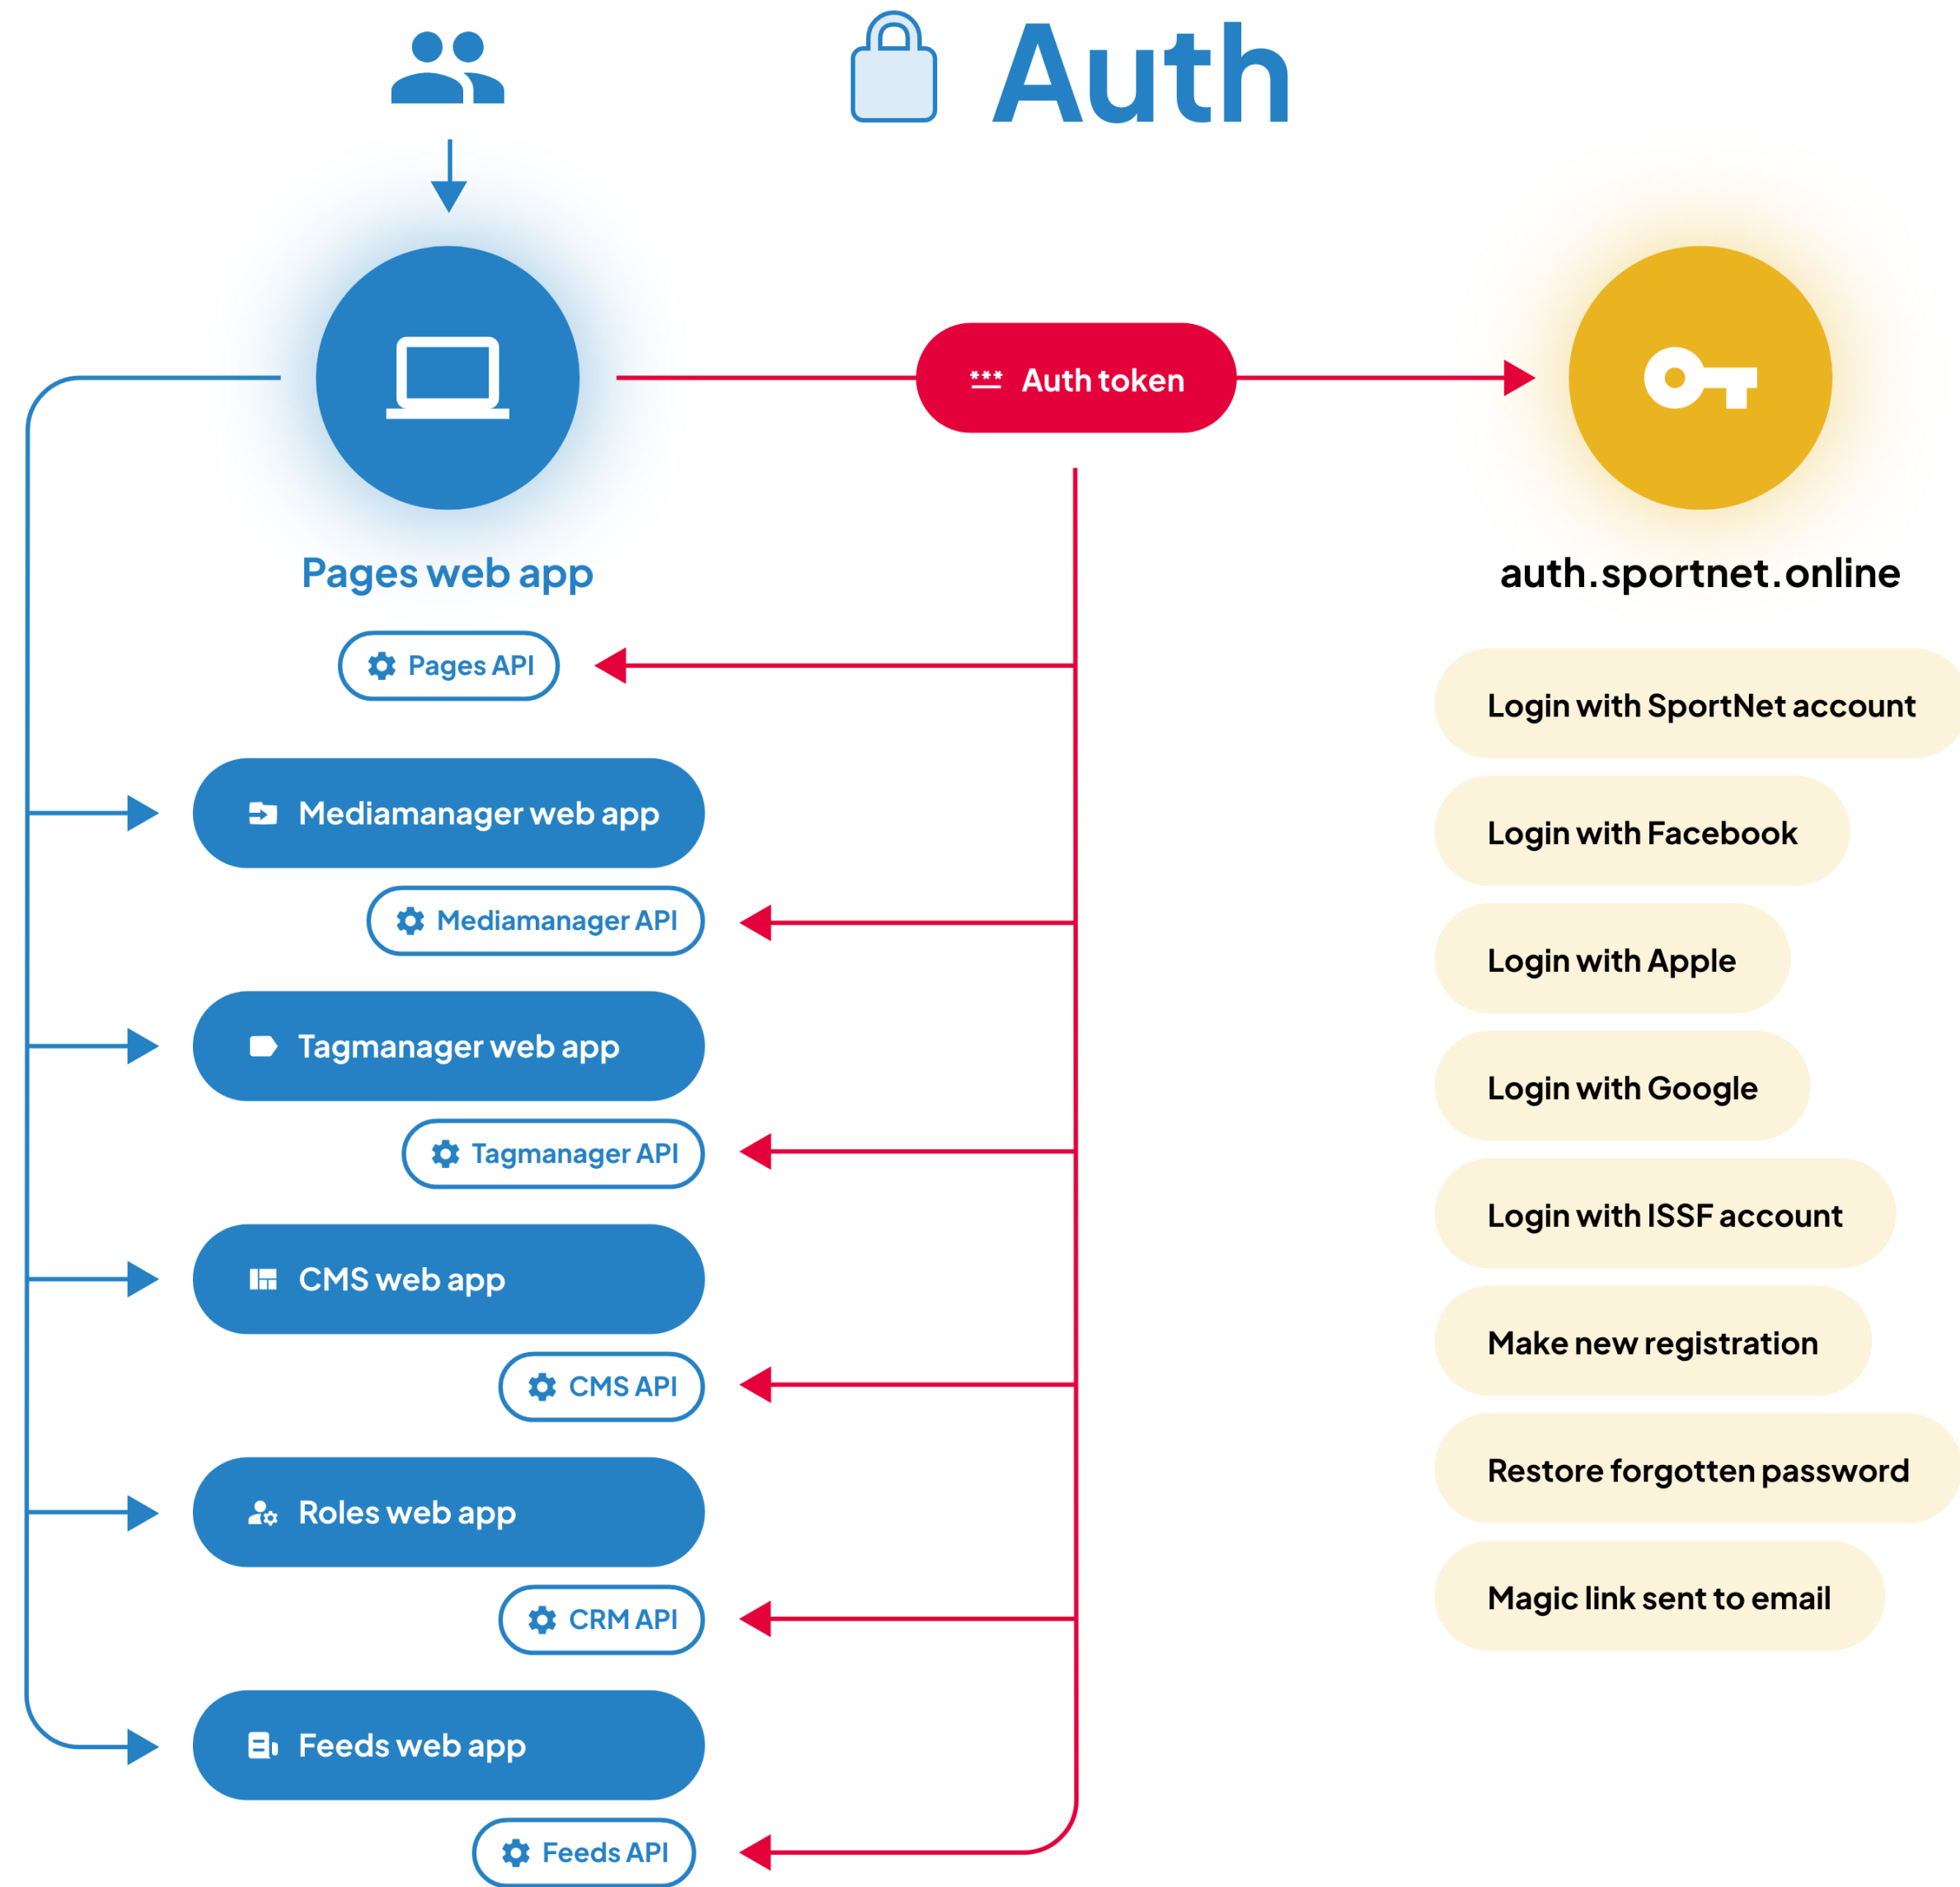 Auth
*** Auth token
Pages web app
auth.sportnet.online
Pages API
Mediamanager web app
Mediamanager API
Tagmanager web app
Tagmanager API
CMS web app
CMS API
Roles web app
CRM API
Feeds web app
Feeds API
Login with SportNet account
Login with Facebook
Login with Apple
Login with Google
Login with ISSF account
Make new registration
Restore forgotten password
Magic link sent to email